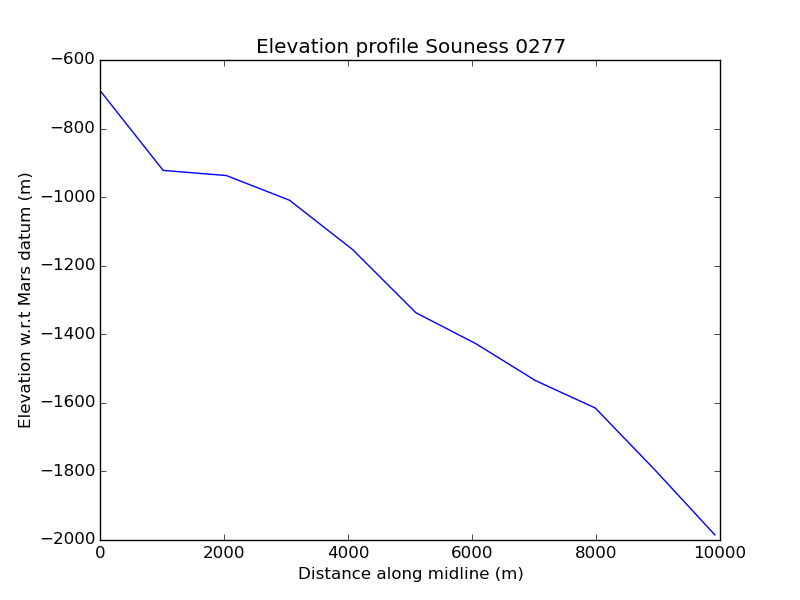 Elevation profile Souness 0277
−600
−800
−1000
−1200
−1400
−1600
−1800
−2000
Elevation w.r.t Mars datum (m)
0 2000 4000 6000 8000 10000
Distance along midline (m)